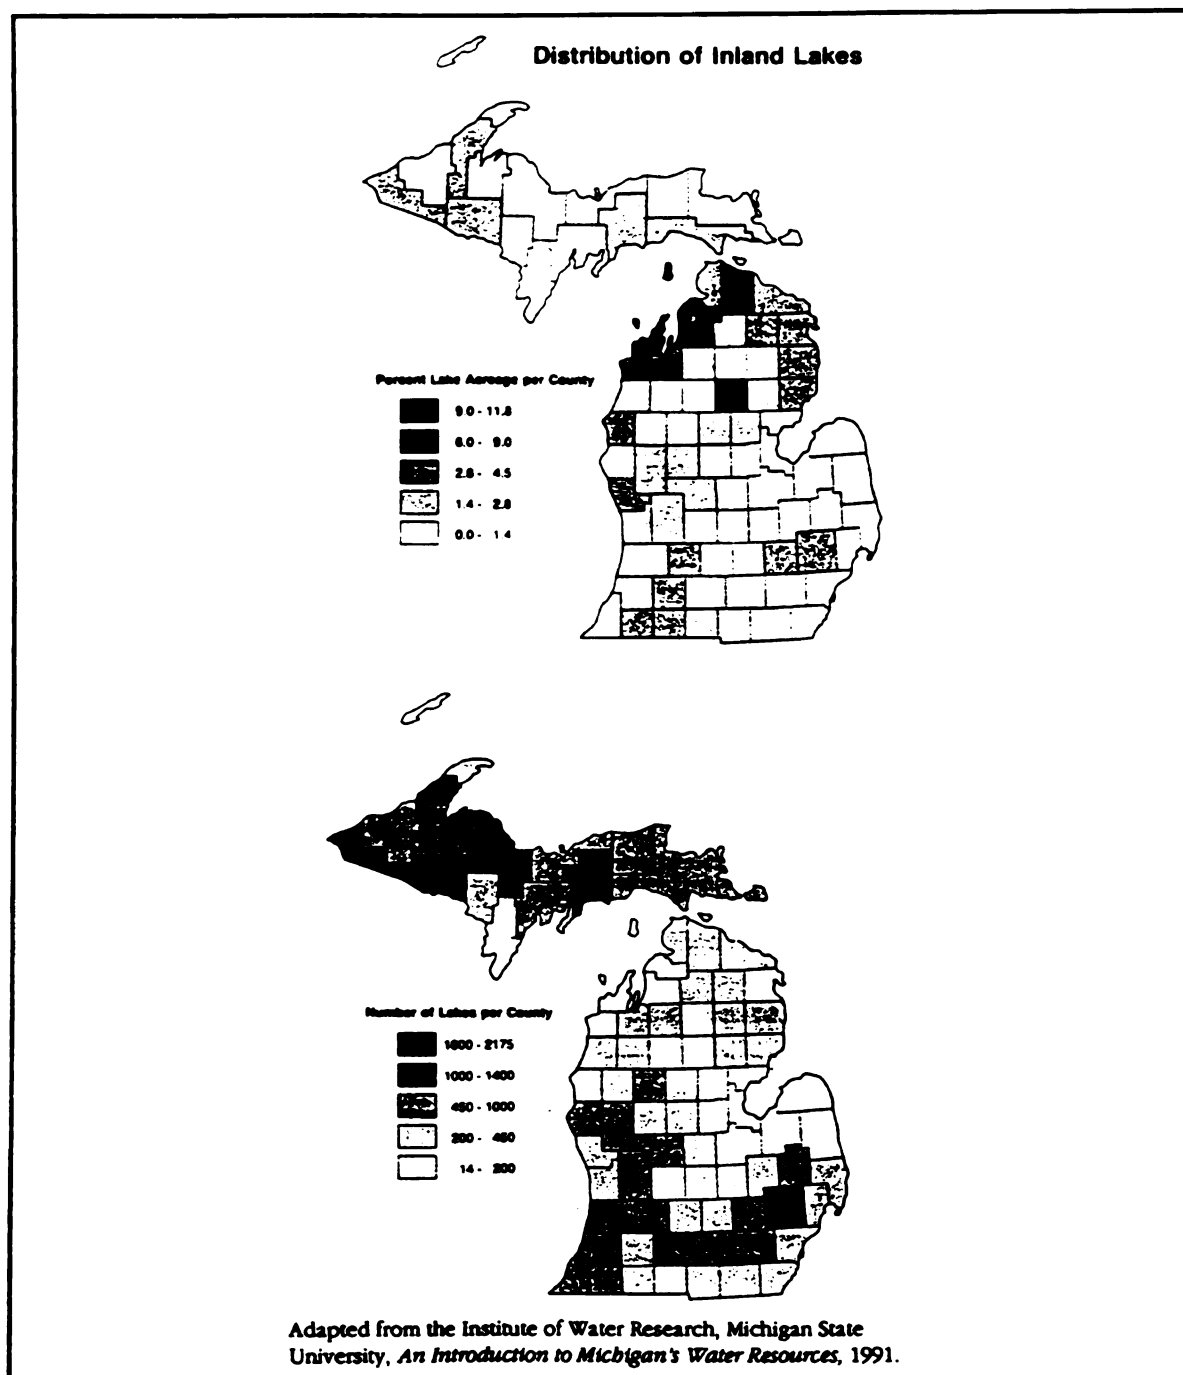 Distribution of Inland Lakes
Percent Lake Acreage per County
9.0 - 11.8
6.0 - 9.0
2.8 - 4.5
1.4 - 2.8
0.0 - 1.4
Number of Lakes per County
1600 - 2175
1000 - 1400
450 - 1000
200 - 450
14 - 200
Adapted from the Institute of Water Research, Michigan State
University, An Introduction to Michigan's Water Resources, 1991.